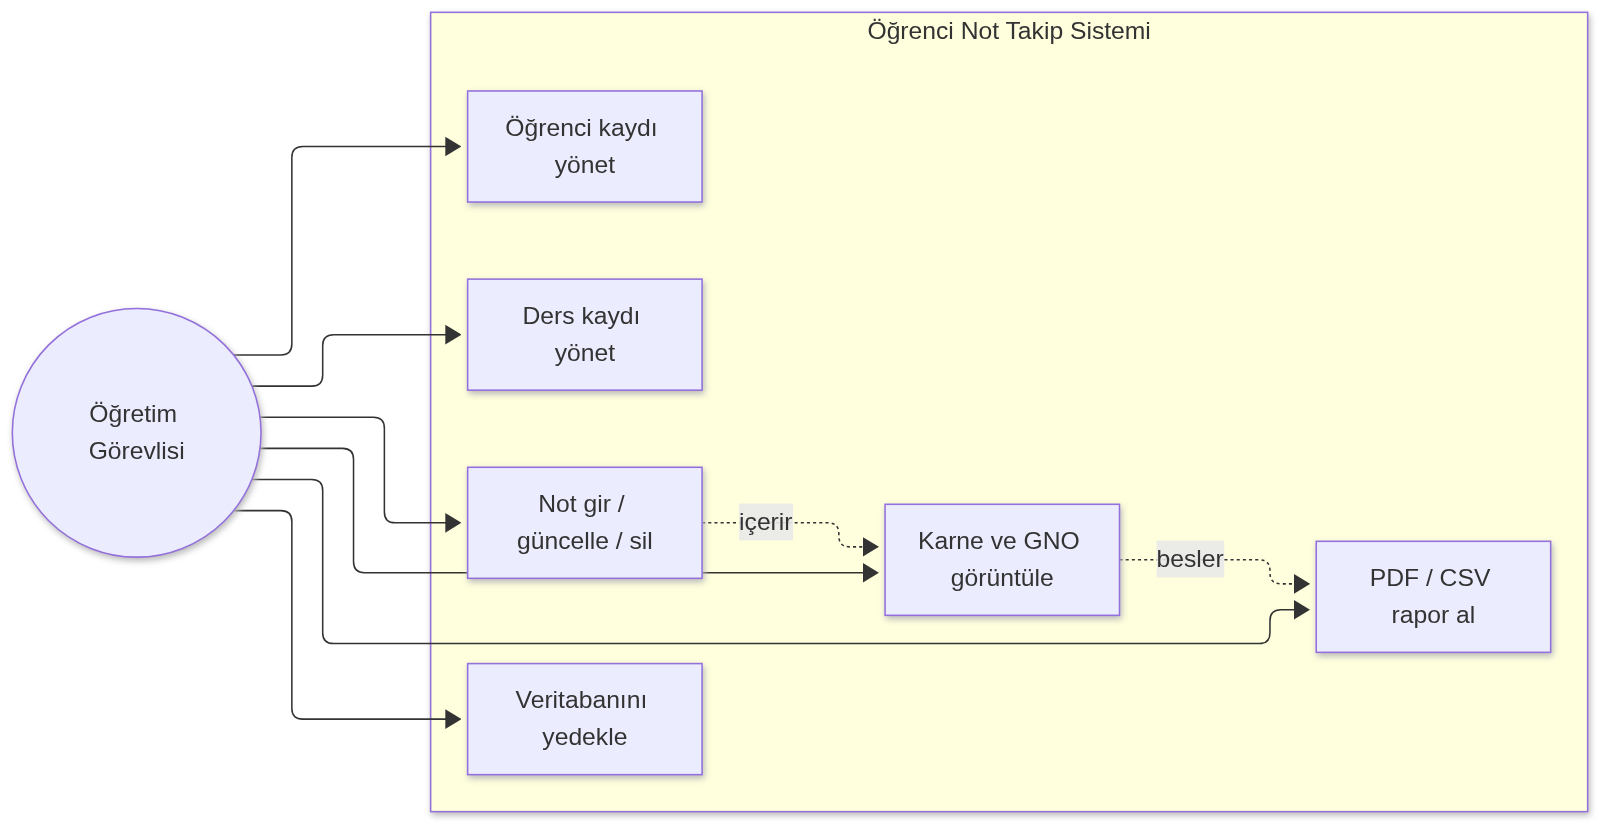 Öğrenci Not Takip Sistemi
Öğrenci kaydı
yönet
Ders kaydı
yönet
Öğretim
Görevlisi
Not gir /
güncelle / sil
içerir
Karne ve GNO
görüntüle
besler
PDF / CSV
rapor al
Veritabanını
yedekle